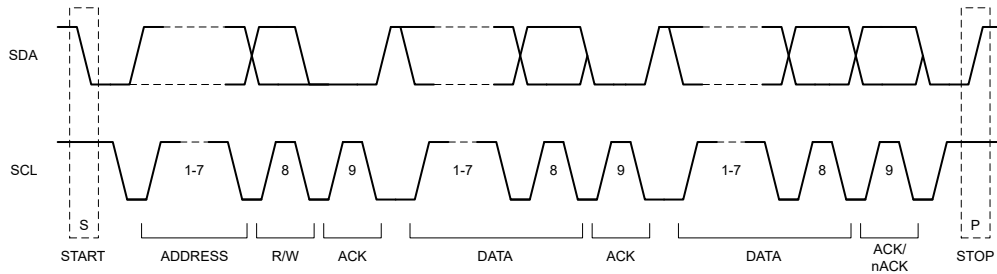 SDA
SCL
1-7
8
9
1-7
8
9
1-7
8
9
S
P
START
ADDRESS
R/W
ACK
DATA
ACK
DATA
ACK/
nACK
STOP